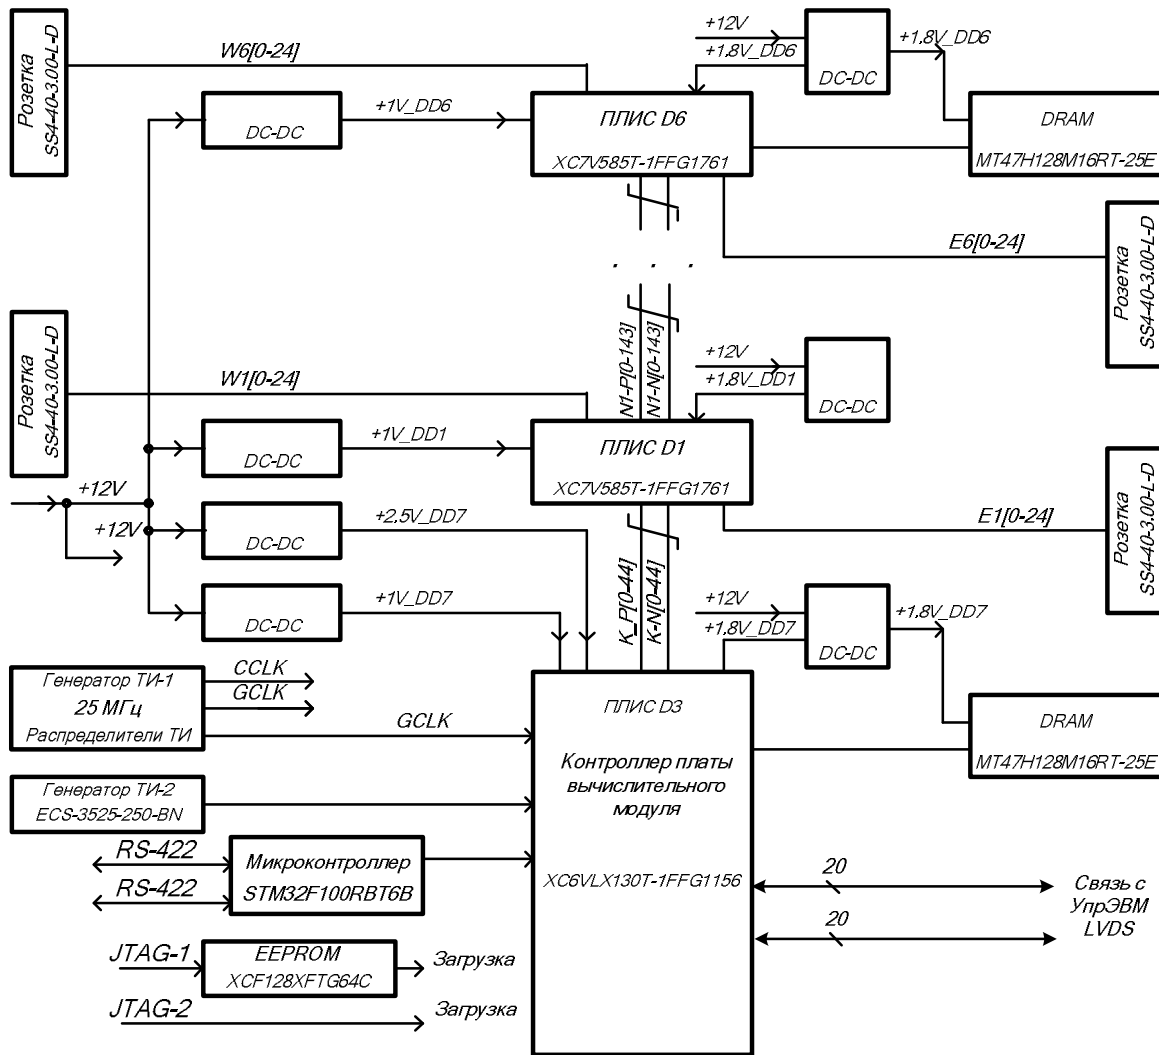 Розетка
SS4-40-3.00-L-D
W6[0-24]
+12V
+1.8V_DD6
DC-DC
+1.8V_DD6
DC-DC
+1V_DD6
ПЛИС D6
XC7V585T-1FFG1761
DRAM
MT47H128M16RT-25E
E6[0-24]
Розетка
SS4-40-3.00-L-D
. . .
Розетка
SS4-40-3.00-L-D
W1[0-24]
N1-P[0-143]
N1-N[0-143]
+12V
+1.8V_DD1
DC-DC
DC-DC
+1V_DD1
ПЛИС D1
XC7V585T-1FFG1761
E1[0-24]
Розетка
SS4-40-3.00-L-D
+12V
+12V
DC-DC
+2.5V_DD7
DC-DC
+1V_DD7
K_P[0-44]
K-N[0-44]
+12V
+1.8V_DD7
DC-DC
+1.8V_DD7
Генератор ТИ-1
25 МГц
Распределители ТИ
CCLK
GCLK
GCLK
ПЛИС D3
Контроллер платы
вычислительного
модуля
XC6VLX130T-1FFG1156
DRAM
MT47H128M16RT-25E
Генератор ТИ-2
ECS-3525-250-BN
RS-422
RS-422
Микроконтроллер
STM32F100RBT6B
20
20
Связь с
УпрЭВМ
LVDS
JTAG-1
EEPROM
XCF128XFTG64C
Загрузка
JTAG-2
Загрузка